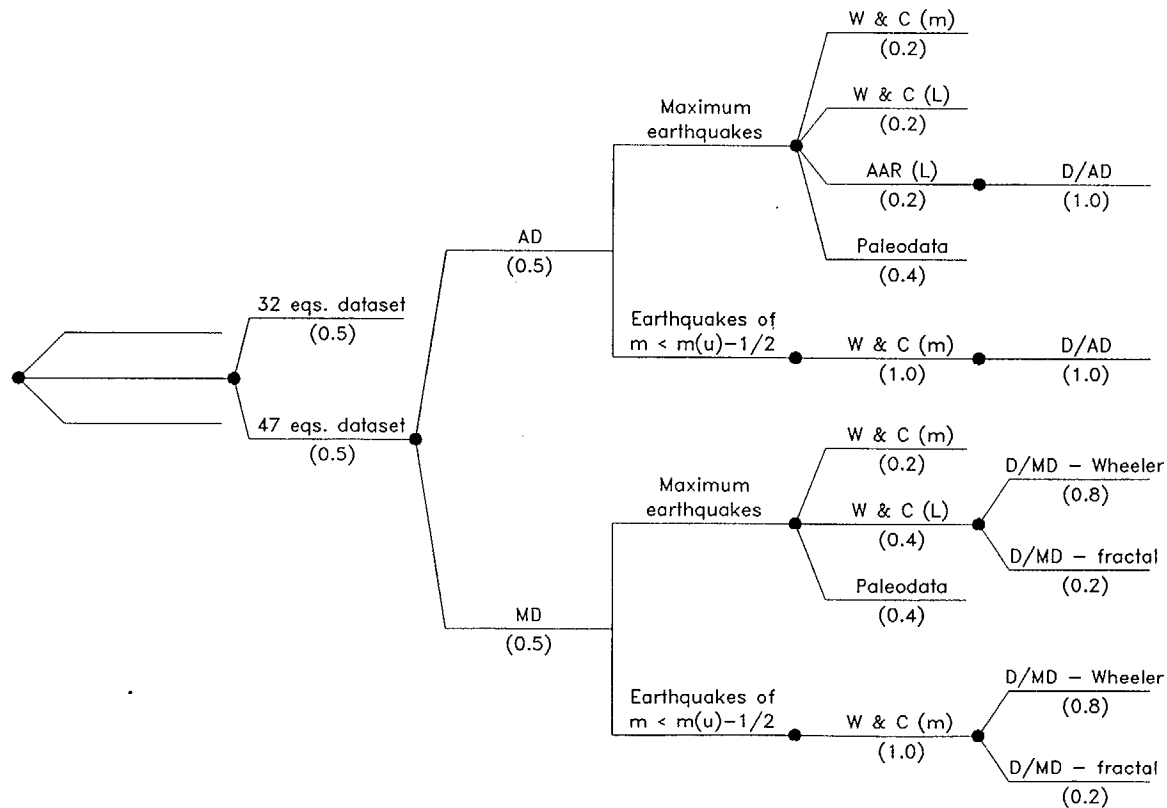 32 eqs. dataset
(0.5)
47 eqs. dataset
(0.5)
AD
(0.5)
Maximum
earthquakes
W & C (m)
(0.2)
W & C (L)
(0.2)
AAR (L)
(0.2)
D/AD
(1.0)
Paleodata
(0.4)
Earthquakes of
m < m(u)-1/2
W & C (m)
(1.0)
D/AD
(1.0)
MD
(0.5)
Maximum
earthquakes
W & C (m)
(0.2)
W & C (L)
(0.4)
D/MD - Wheeler
(0.8)
D/MD - fractal
(0.2)
Paleodata
(0.4)
Earthquakes of
m < m(u)-1/2
W & C (m)
(1.0)
D/MD - Wheeler
(0.8)
D/MD - fractal
(0.2)